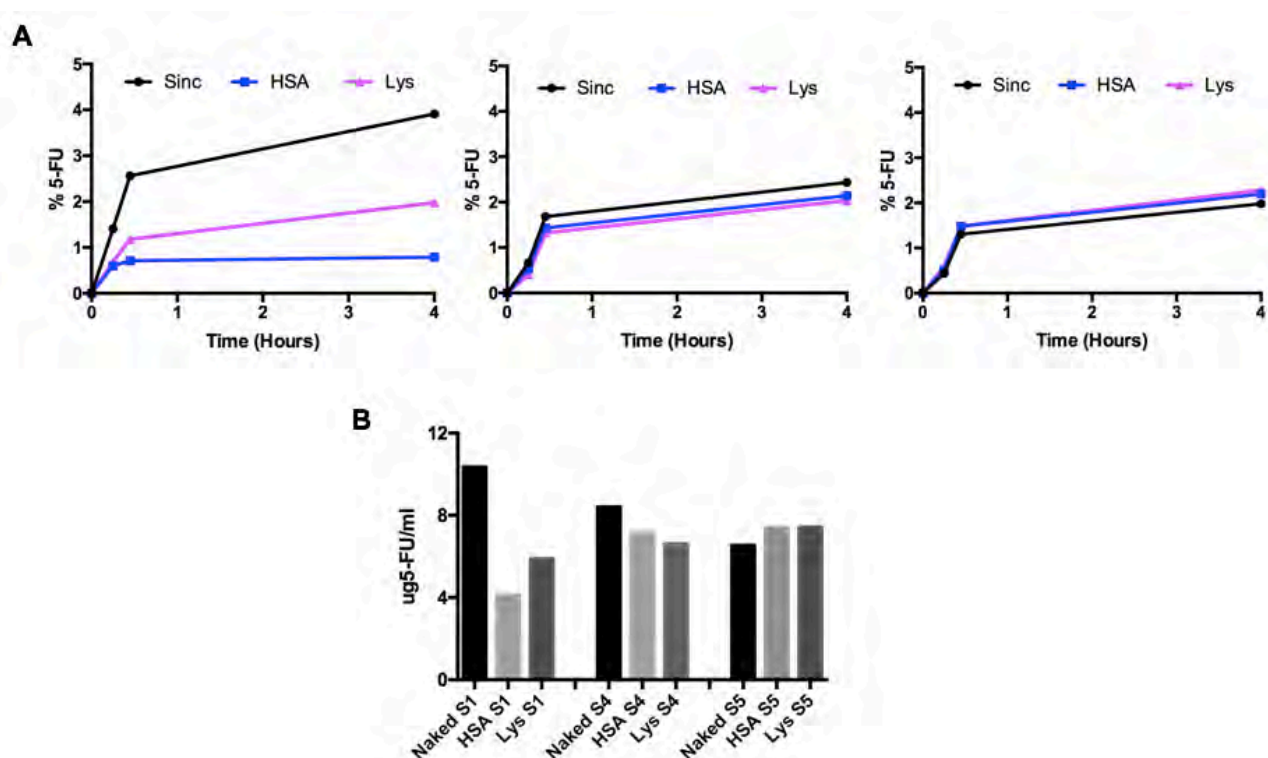 A
5 4 3 2 1 0
% 5-FU
Sinc HSA Lys
0 1 2 3 4
Time (Hours)
5 4 3 2 1 0
% 5-FU
Sinc HSA Lys
0 1 2 3 4
Time (Hours)
5 4 3 2 1 0
% 5-FU
Sinc HSA Lys
0 1 2 3 4
Time (Hours)
B
12 8 4 0
ug5-FU/ml
Naked S1
HSA S1
Lys S1
Naked S4
HSA S4
Lys S4
Naked S5
HSA S5
Lys S5